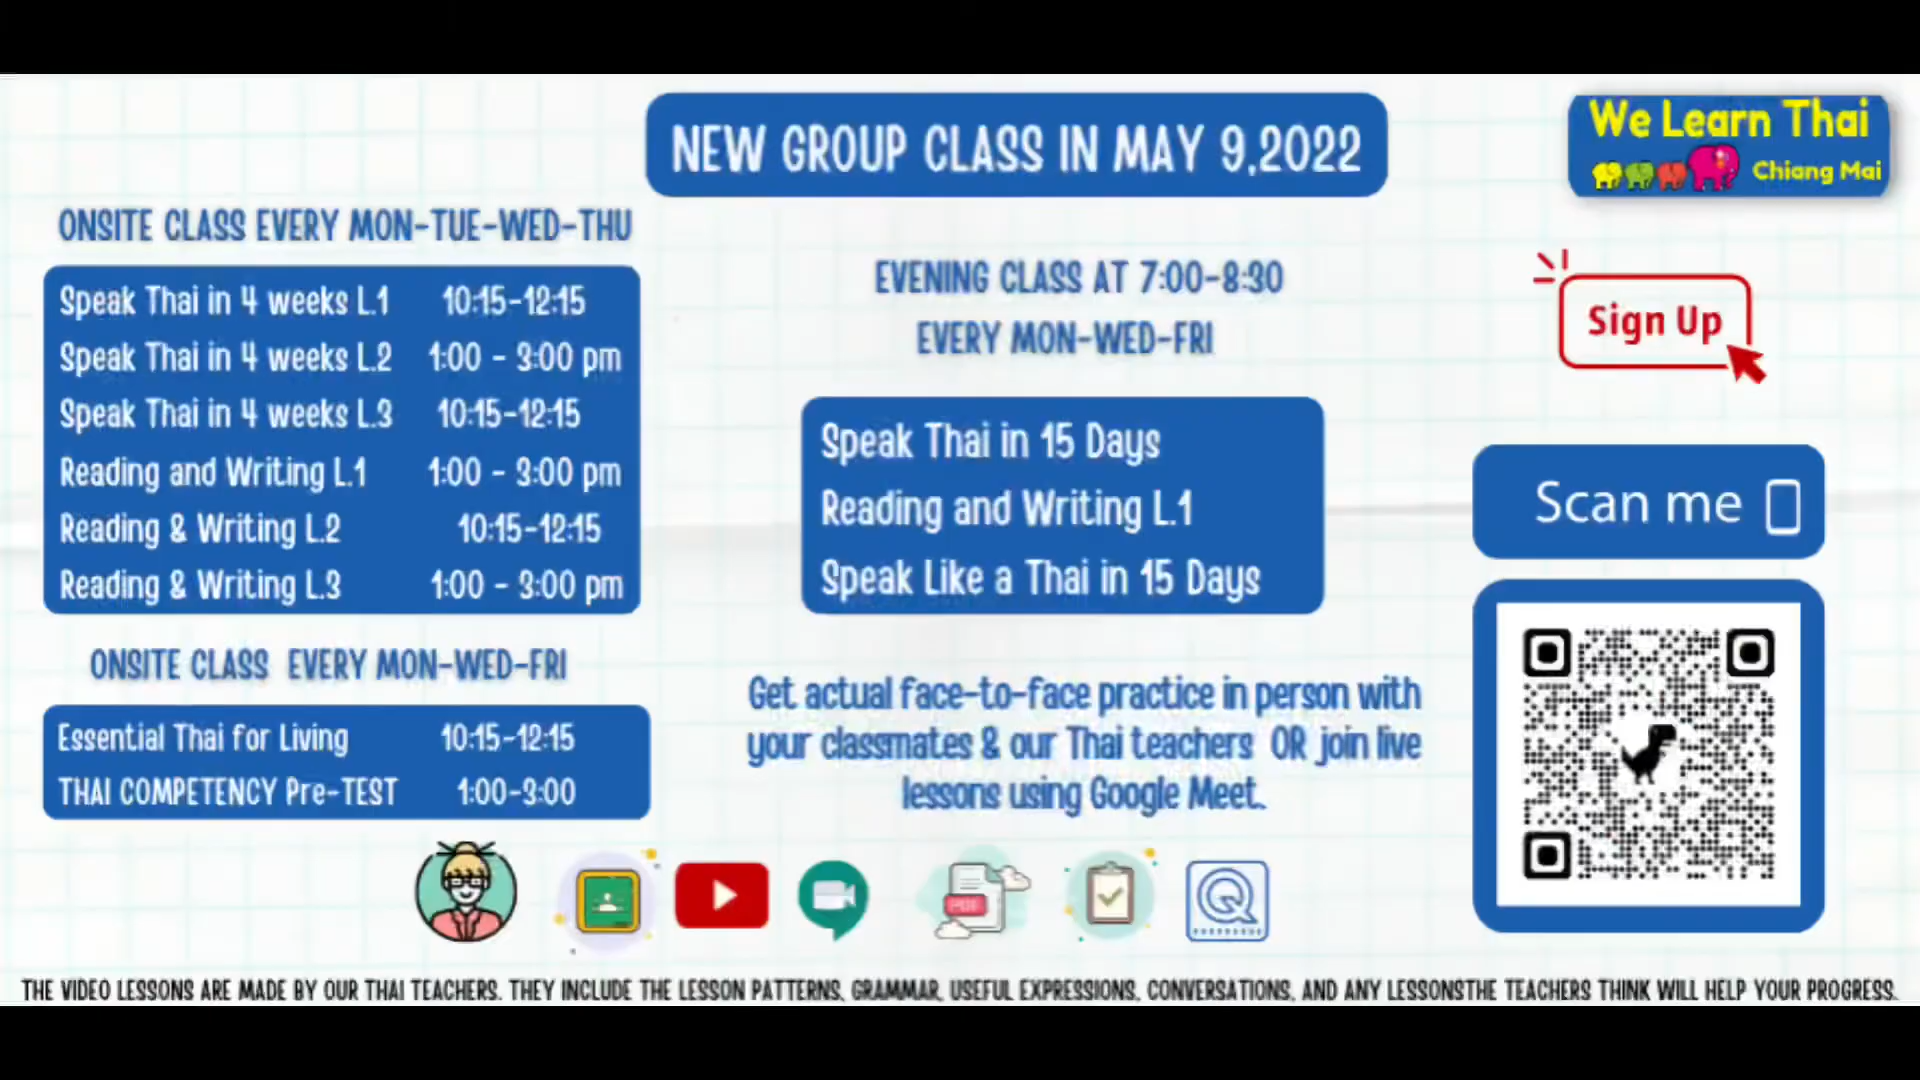 NEW GROUP CLASS IN MAY 9,2022
We Learn Thai
Chiang Mai
ONSITE CLASS EVERY MON-TUE-WED-THU
Speak Thai in 4 weeks L.1 10:15-12:15
Speak Thai in 4 weeks L.2 1:00 - 3:00 pm
Speak Thai in 4 weeks L.3 10:15-12:15
Reading and Writing L.1 1:00 - 3:00 pm
Reading & Writing L.2 10:15-12:15
Reading & Writing L.3 1:00 - 3:00 pm
ONSITE CLASS EVERY MON-WED-FRI
Essential Thai for Living 10:15-12:15
THAI COMPETENCY Pre-TEST 1:00-3:00
EVENING CLASS AT 7:00-8:30
EVERY MON-WED-FRI
Speak Thai in 15 Days
Reading and Writing L.1
Speak Like a Thai in 15 Days
Get actual face-to-face practice in person with
your classmates & our Thai teachers OR join live
lessons using Google Meet.
Sign Up
Scan me
PDF
THE VIDEO LESSONS ARE MADE BY OUR THAI TEACHERS. THEY INCLUDE THE LESSON PATTERNS, GRAMMAR, USEFUL EXPRESSIONS, CONVERSATIONS, AND ANY LESSONSTHE TEACHERS THINK WILL HELP YOUR PROGRESS.